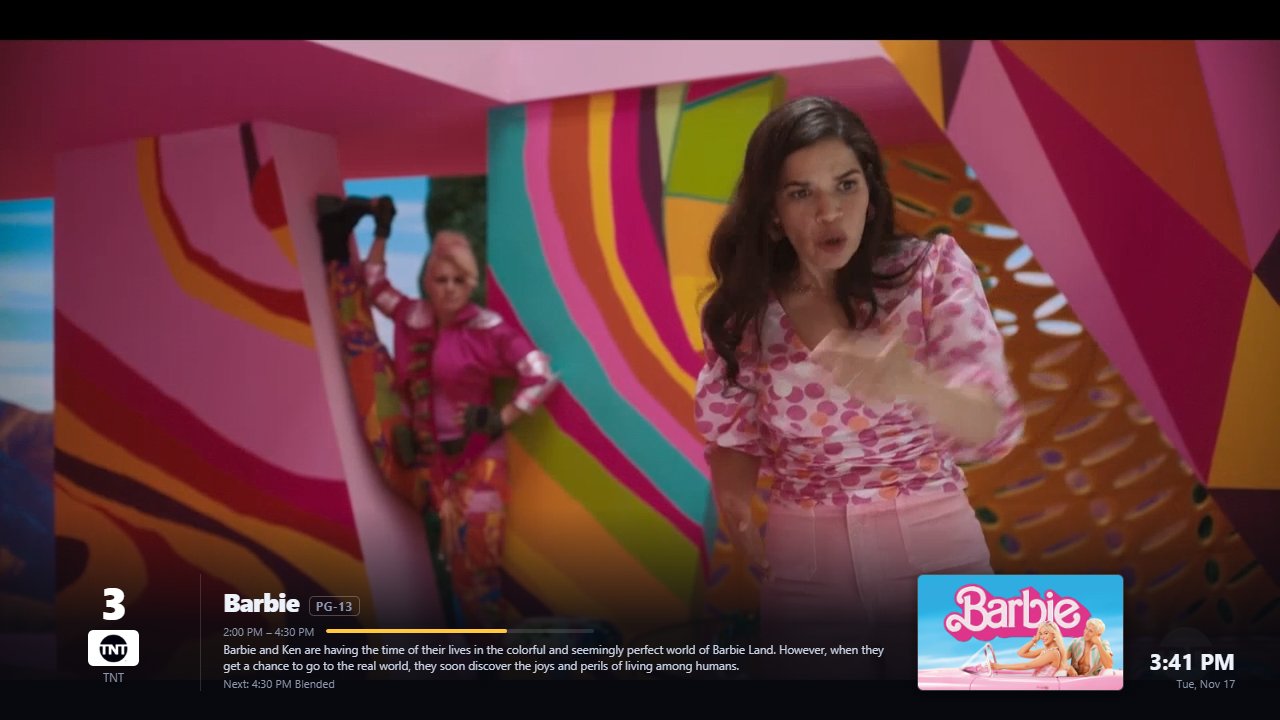 3
TNT
TNT
Barbie PG-13
2:00 PM – 4:30 PM
Barbie and Ken are having the time of their lives in the colorful and seemingly perfect world of Barbie Land. However, when they
get a chance to go to the real world, they soon discover the joys and perils of living among humans.
Next: 4:30 PM Blended
Barbie
3:41 PM
Tue, Nov 17